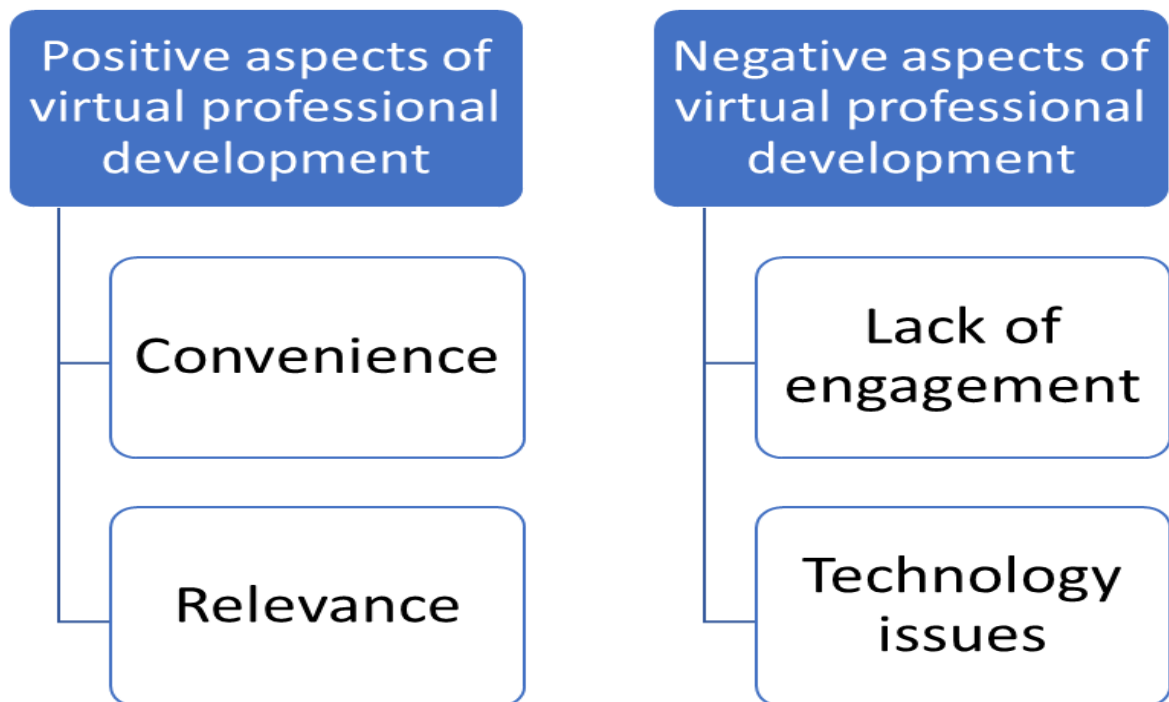 Positive aspects of
virtual professional
development
Convenience
Relevance
Negative aspects of
virtual professional
development
Lack of
engagement
Technology
issues